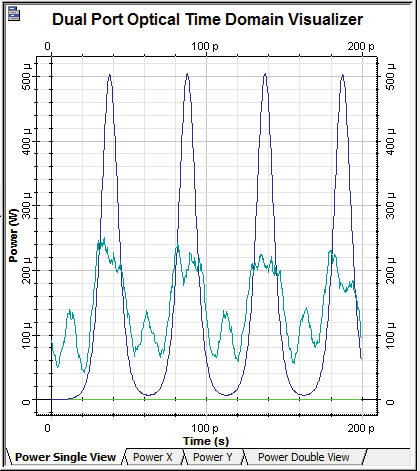 Dual Port Optical Time Domain Visualizer
0 100 p 200 p
500 µ 500 µ
400 µ 400 µ
300 µ 300 µ
Power (W)
200 µ 200 µ
100 µ 100 µ
0 0
0 100 p 200 p
Time (s)
Power Single View Power X Power Y Power Double View